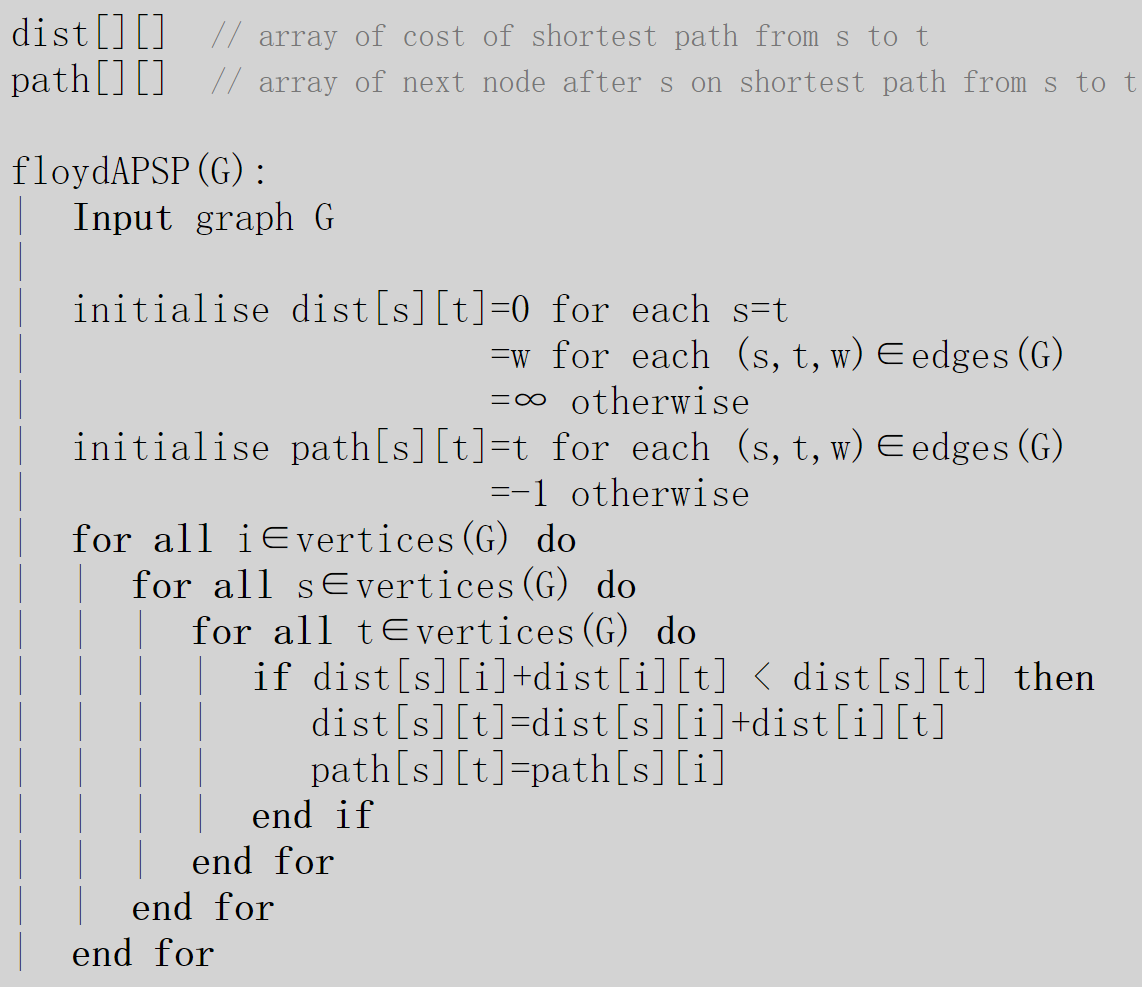 dist[][] // array of cost of shortest path from s to t
path[][] // array of next node after s on shortest path from s to t
floydAPSP(G):
Input graph G
initialise dist[s][t]=0 for each s=t
=w for each (s,t,w)∈edges(G)
=∞ otherwise
initialise path[s][t]=t for each (s,t,w)∈edges(G)
=-1 otherwise
for all i∈vertices(G) do
for all s∈vertices(G) do
for all t∈vertices(G) do
if dist[s][i]+dist[i][t] < dist[s][t] then
dist[s][t]=dist[s][i]+dist[i][t]
path[s][t]=path[s][i]
end if
end for
end for
end for